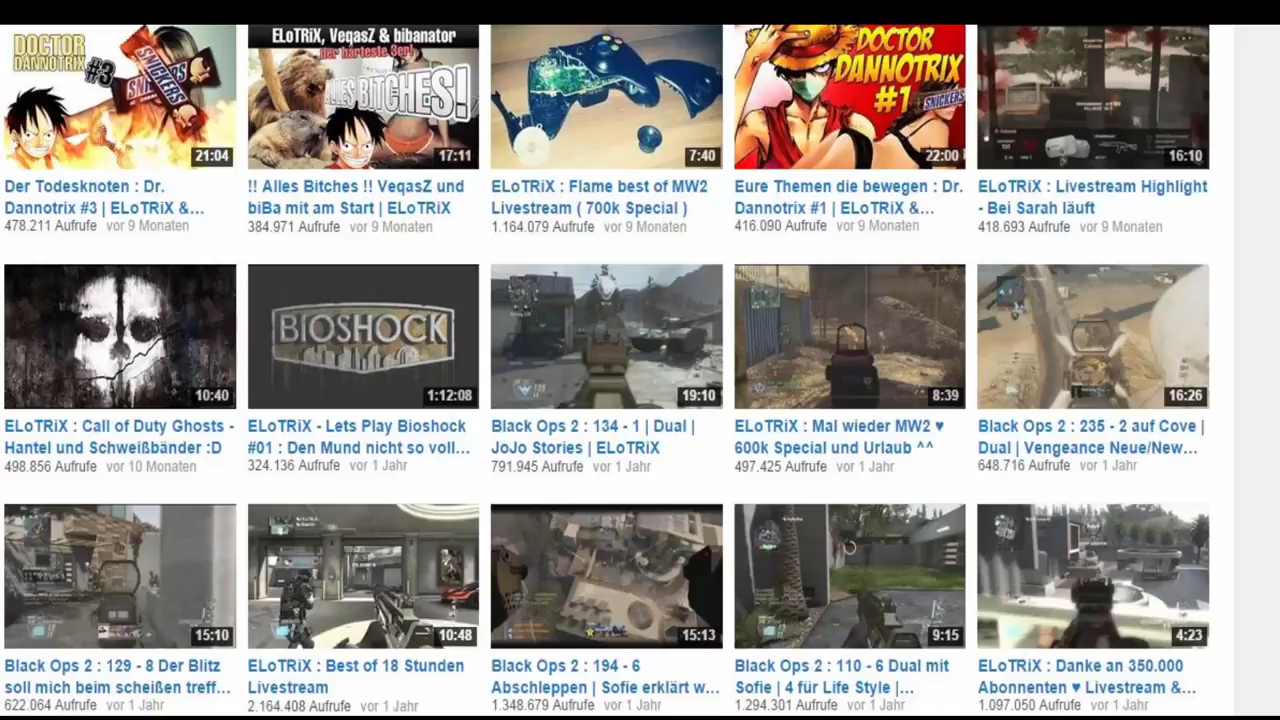 DOCTOR
DANNOTRIX #3
SNICKERS
21:04
ELoTRiX, VeqasZ & bibanator
der härteste 3er!
ALLES BITCHES!
17:11
7:40
DOCTOR
DANNOTRIX
#1
SNICKERS
22:00
16:10
Der Todesknoten : Dr.
Dannotrix #3 | ELoTRiX &...
478.211 Aufrufe vor 9 Monaten
!! Alles Bitches !! VeqasZ und
biBa mit am Start | ELoTRiX
384.971 Aufrufe vor 9 Monaten
ELoTRiX : Flame best of MW2
Livestream ( 700k Special )
1.164.079 Aufrufe vor 9 Monaten
Eure Themen die bewegen : Dr.
Dannotrix #1 | ELoTRiX &...
416.090 Aufrufe vor 9 Monaten
ELoTRiX : Livestream Highlight
- Bei Sarah läuft
418.693 Aufrufe vor 9 Monaten
10:40
BIOSHOCK
1:12:08
19:10
8:39
16:26
ELoTRiX : Call of Duty Ghosts -
Hantel und Schweißbänder :D
498.856 Aufrufe vor 10 Monaten
ELoTRiX - Lets Play Bioshock
#01 : Den Mund nicht so voll...
324.136 Aufrufe vor 1 Jahr
Black Ops 2 : 134 - 1 | Dual |
JoJo Stories | ELoTRiX
791.945 Aufrufe vor 1 Jahr
ELoTRiX : Mal wieder MW2 ♥
600k Special und Urlaub ^^
497.425 Aufrufe vor 1 Jahr
Black Ops 2 : 235 - 2 auf Cove |
Dual | Vengeance Neue/New...
648.716 Aufrufe vor 1 Jahr
15:10
10:48
15:13
9:15
4:23
Black Ops 2 : 129 - 8 Der Blitz
soll mich beim scheißen treff...
622.064 Aufrufe vor 1 Jahr
ELoTRiX : Best of 18 Stunden
Livestream
2.164.408 Aufrufe vor 1 Jahr
Black Ops 2 : 194 - 6
Abschleppen | Sofie erklärt w...
1.348.679 Aufrufe vor 1 Jahr
Black Ops 2 : 110 - 6 Dual mit
Sofie | 4 für Life Style |...
1.294.301 Aufrufe vor 1 Jahr
ELoTRiX : Danke an 350.000
Abonnenten ♥ Livestream &...
1.097.050 Aufrufe vor 1 Jahr